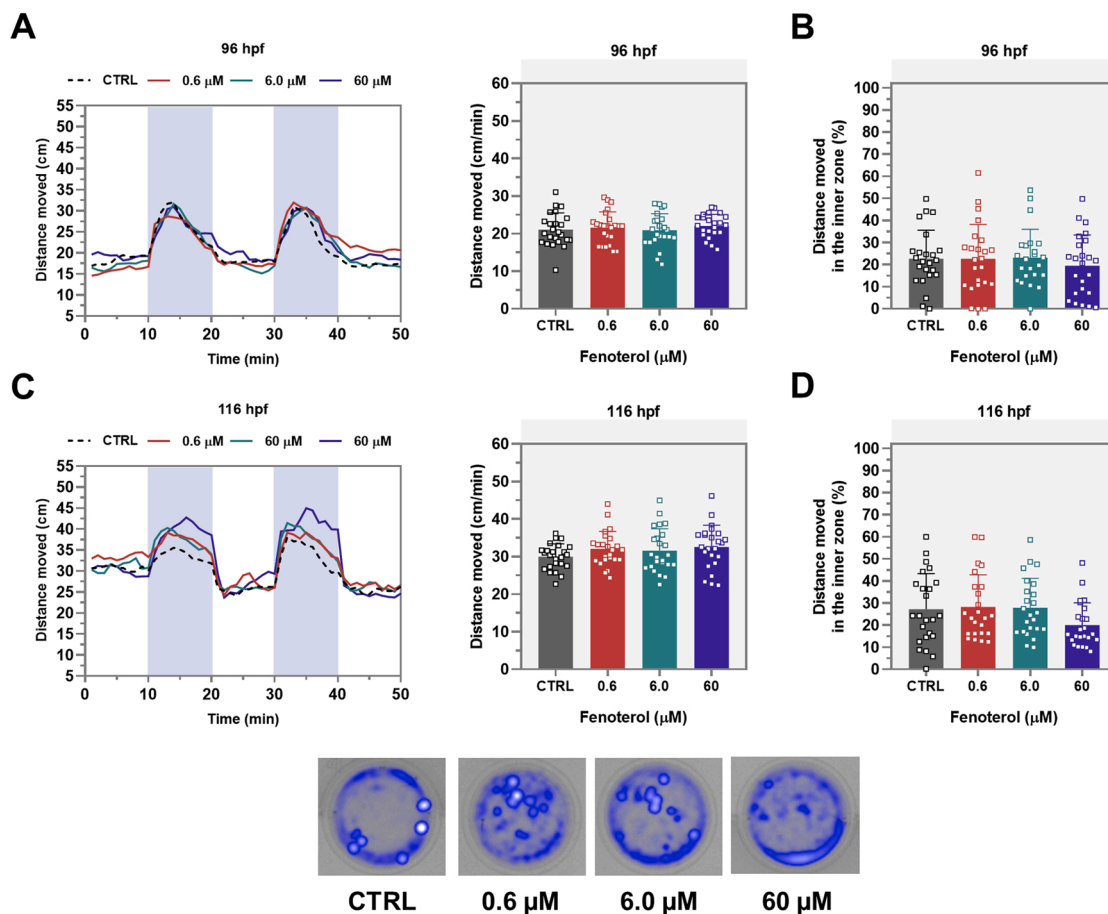 A
96 hpf
CTRL 0.6 μM 6.0 μM 60 μM
Distance moved (cm)
55
50
45
40
35
30
25
20
15
10
5
0 10 20 30 40 50
Time (min)
96 hpf
Distance moved (cm/min)
60
50
40
30
20
10
0
CTRL 0.6 6.0 60
Fenoterol (μM)
B
96 hpf
Distance moved
in the inner zone (%)
100
90
80
70
60
50
40
30
20
10
0
CTRL 0.6 6.0 60
Fenoterol (μM)
C
116 hpf
CTRL 0.6 μM 60 μM 60 μM
Distance moved (cm)
55
50
45
40
35
30
25
20
15
10
5
0 10 20 30 40 50
Time (min)
116 hpf
Distance moved (cm/min)
60
50
40
30
20
10
0
CTRL 0.6 6.0 60
Fenoterol (μM)
D
116 hpf
Distance moved
in the inner zone (%)
100
90
80
70
60
50
40
30
20
10
0
CTRL 0.6 6.0 60
Fenoterol (μM)
CTRL 0.6 μM 6.0 μM 60 μM